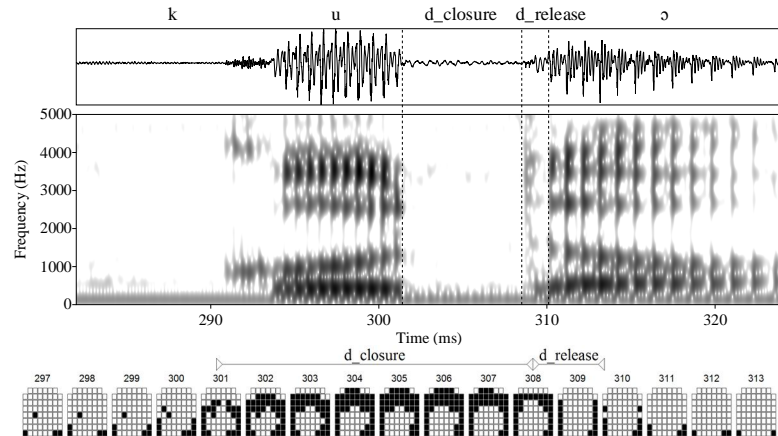 k u d_closure d_release ɔ
5000
4000
3000
2000
1000
0
Frequency (Hz)
290 300 310 320
Time (ms)
d_closure d_release
297 298 299 300 301 302 303 304 305 306 307 308 309 310 311 312 313